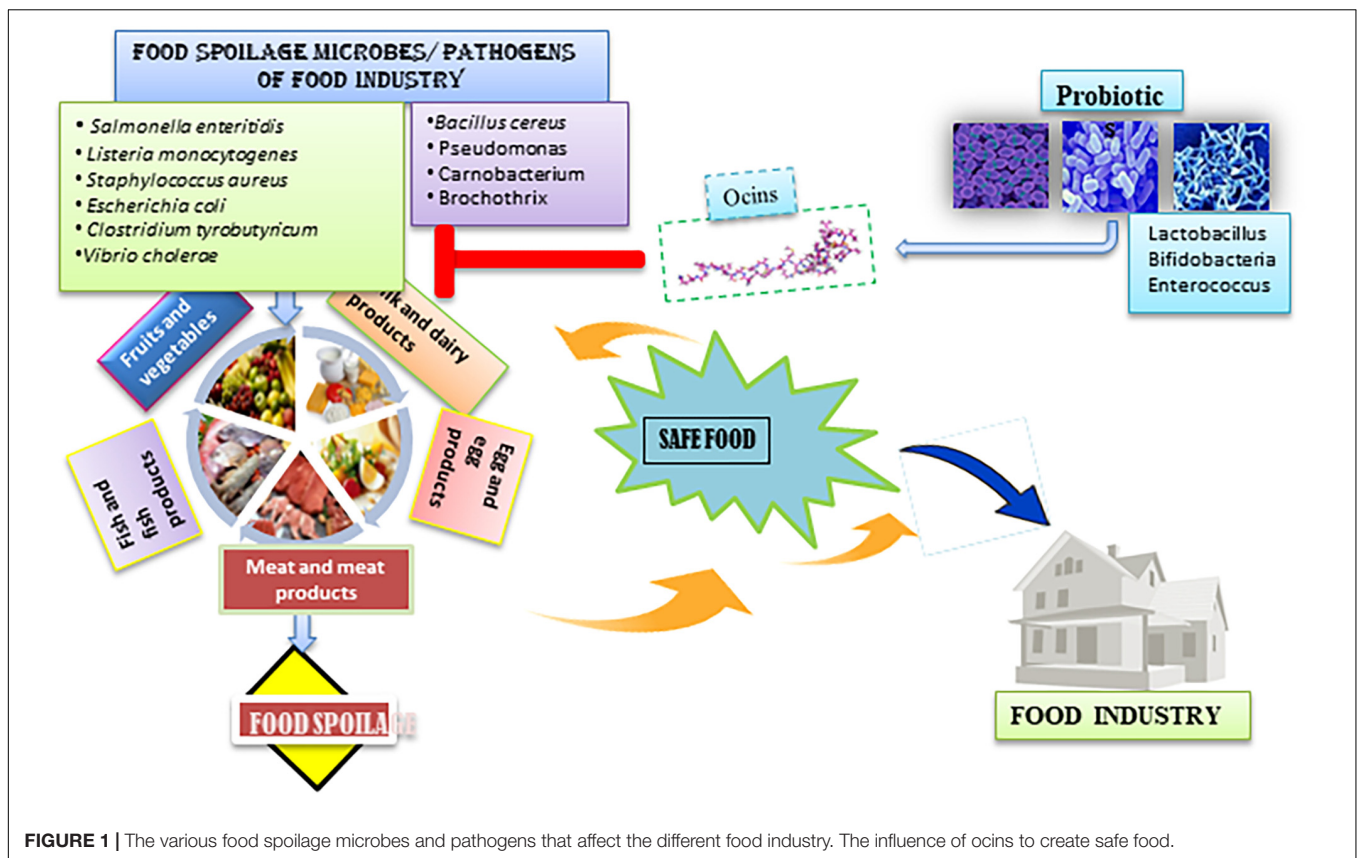 FOOD SPOILAGE MICROBES/ PATHOGENS
OF FOOD INDUSTRY
• Salmonella enteritidis
• Listeria monocytogenes
• Staphylococcus aureus
• Escherichia coli
• Clostridium tyrobutyricum
•Vibrio cholerae
•Bacillus cereus
• Pseudomonas
• Carnobacterium
• Brochothrix
Ocins
Probiotic
s
Lactobacillus
Bifidobacteria
Enterococcus
Fruits and
vegetables
and dairy
products
Fish and
fish
products
Egg and
egg
products
Meat and meat
products
SAFE FOOD
FOOD SPOILAGE
FOOD INDUSTRY
FIGURE 1 | The various food spoilage microbes and pathogens that affect the different food industry. The influence of ocins to create safe food.